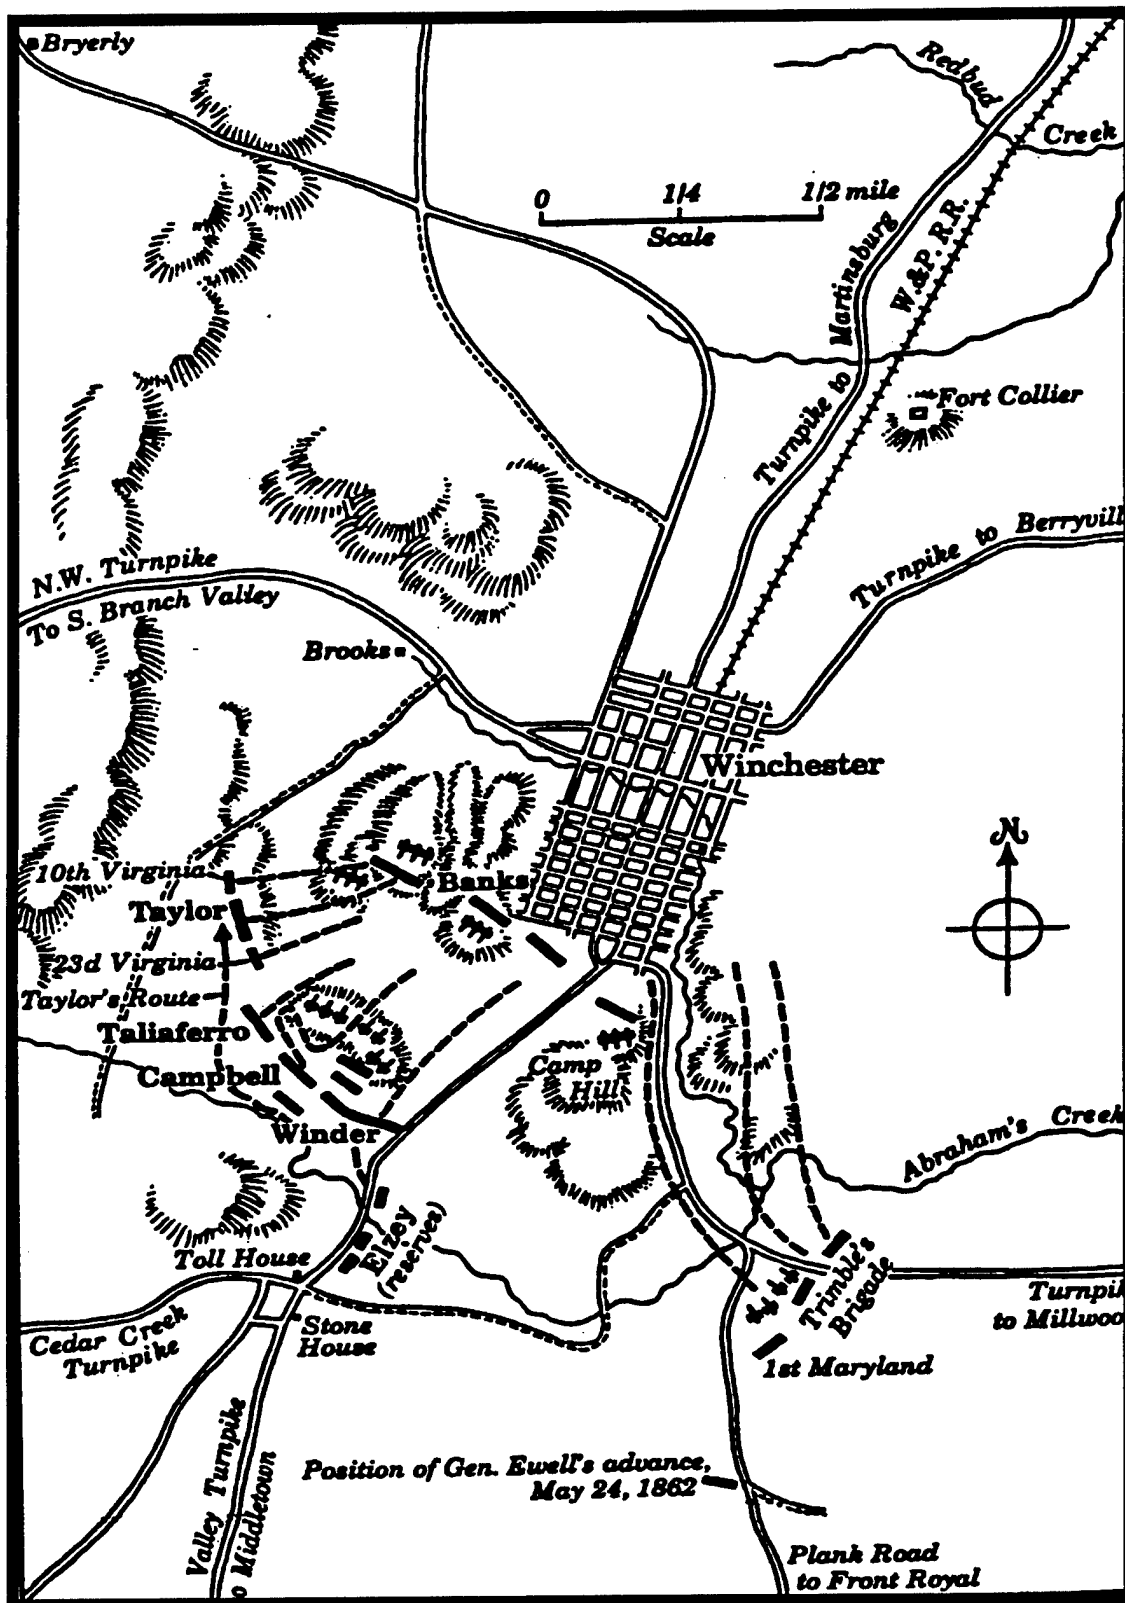 Bryerly
Redbud
Creek
0 1/4 1/2 mile
Scale
Turnpike to Martinsburg
W.&P. R.R.
Fort Collier
Turnpike to Berryvill
N.W. Turnpike
To S. Branch Valley
Brooks
Winchester
N
10th Virginia
Banks
Taylor
23d Virginia
Taylor's Route
Taliaferro
Campbell
Camp
Hill
Winder
Abraham's Creek
Elzey
(reserves)
Toll House
Trimble's
Brigade
Turnpik
to Millwoo
Cedar Creek
Turnpike
Stone
House
1st Maryland
Valley Turnpike
o Middletown
Position of Gen. Ewell's advance,
May 24, 1862
Plank Road
to Front Royal